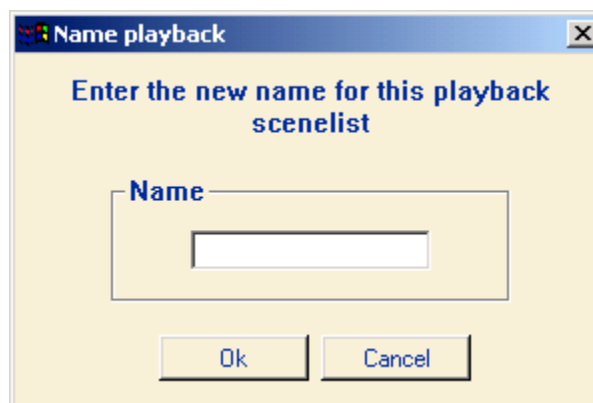 Name playback
Enter the new name for this playback
scenelist
Name
Ok
Cancel